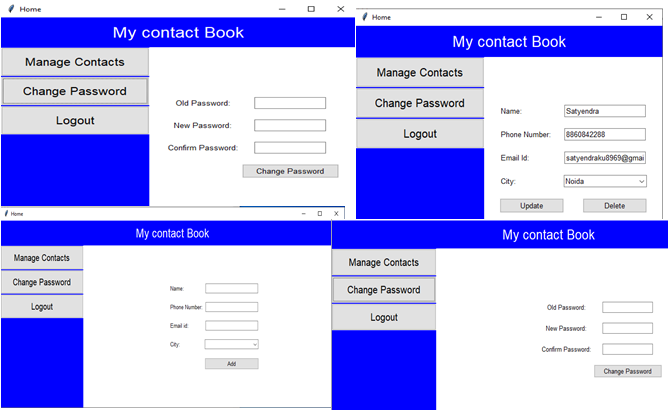 Home
My contact Book
Manage Contacts
Change Password
Logout
Old Password:
New Password:
Confirm Password:
Change Password
Home
My contact Book
Manage Contacts
Change Password
Logout
Name: Satyendra
Phone Number: 8860842288
Email Id: satyendraku8969@gmai
City: Noida
Update Delete
Home
My contact Book
Manage Contacts
Change Password
Logout
Name:
Phone Number:
Email id:
City:
Add
My contact Book
Manage Contacts
Change Password
Logout
Old Password:
New Password:
Confirm Password:
Change Password